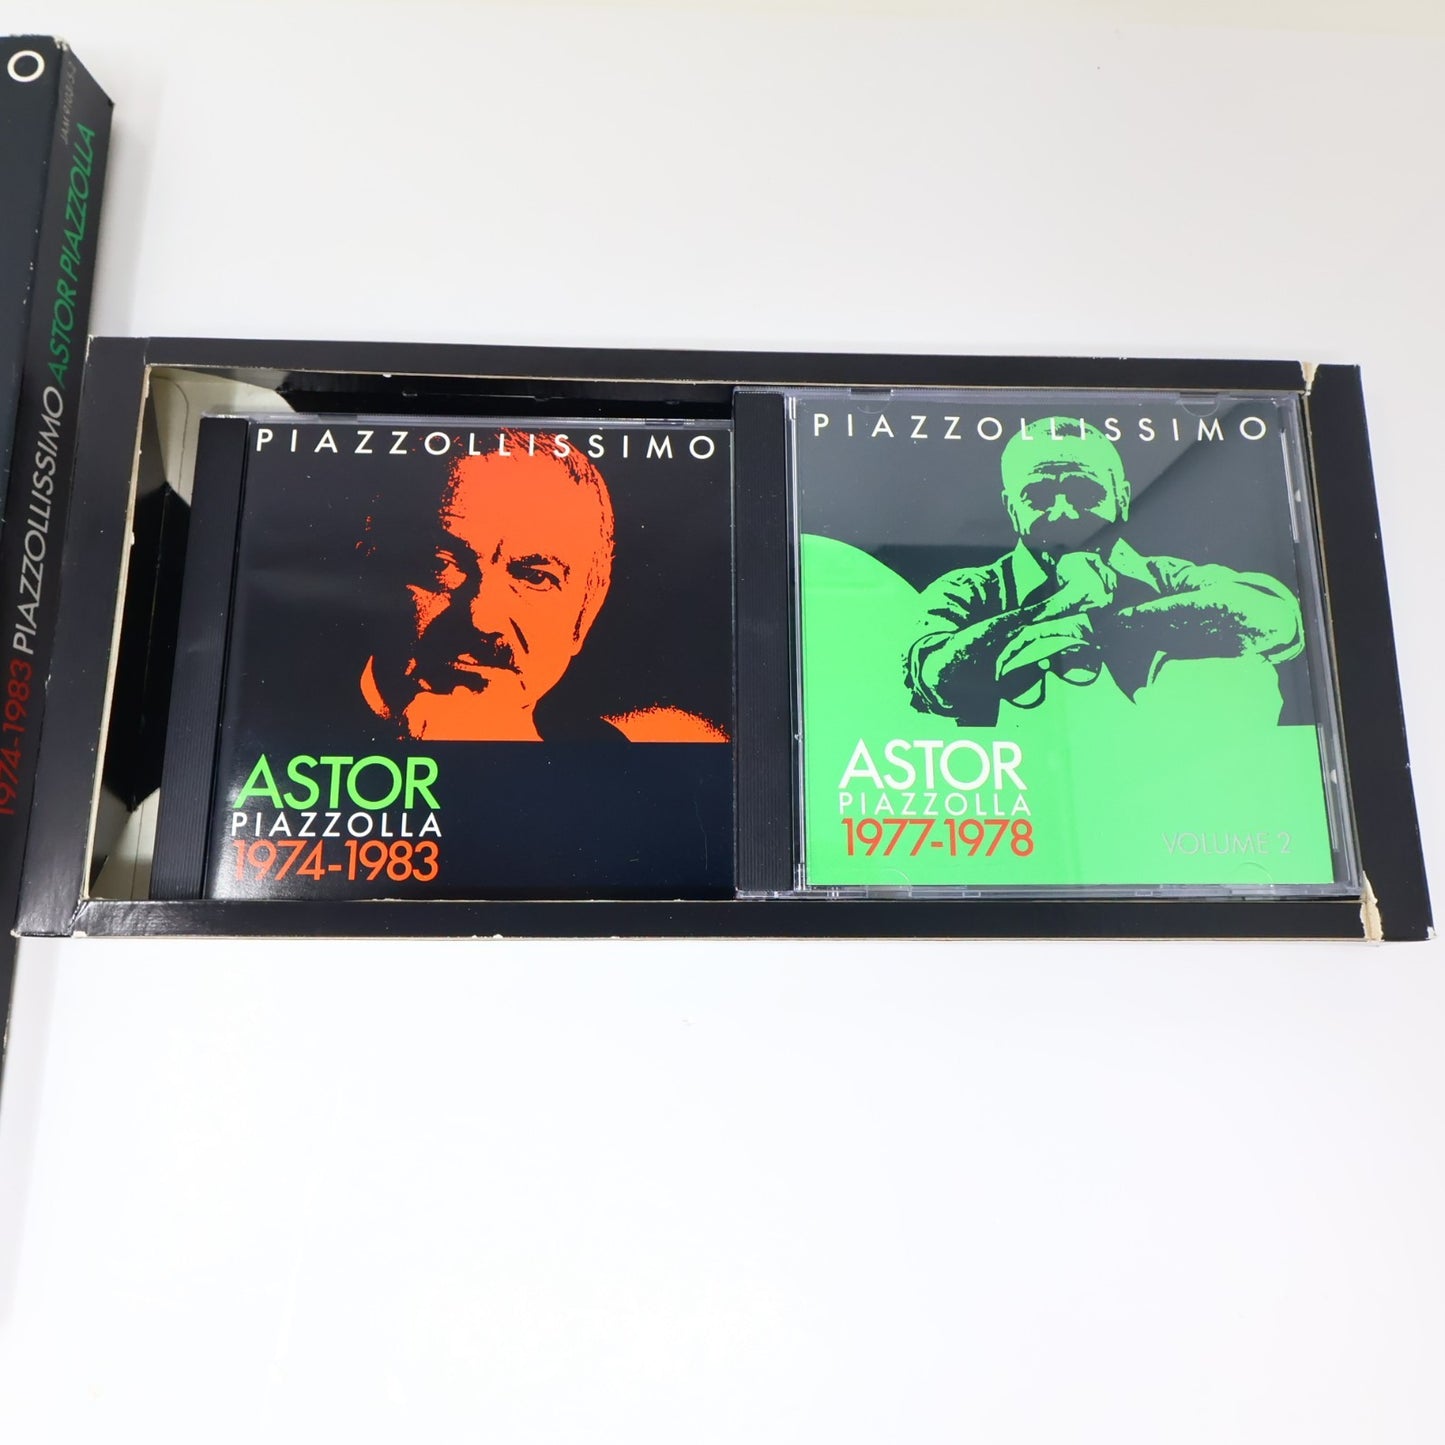 O
1974-1983 PIAZZOLLISSIMO ASTOR PIAZZOLLA
PIAZZOLLISSIMO
ASTOR
PIAZZOLLA
1974-1983
PIAZZOLLISSIMO
ASTOR
PIAZZOLLA
1977-1978
VOLUME 2